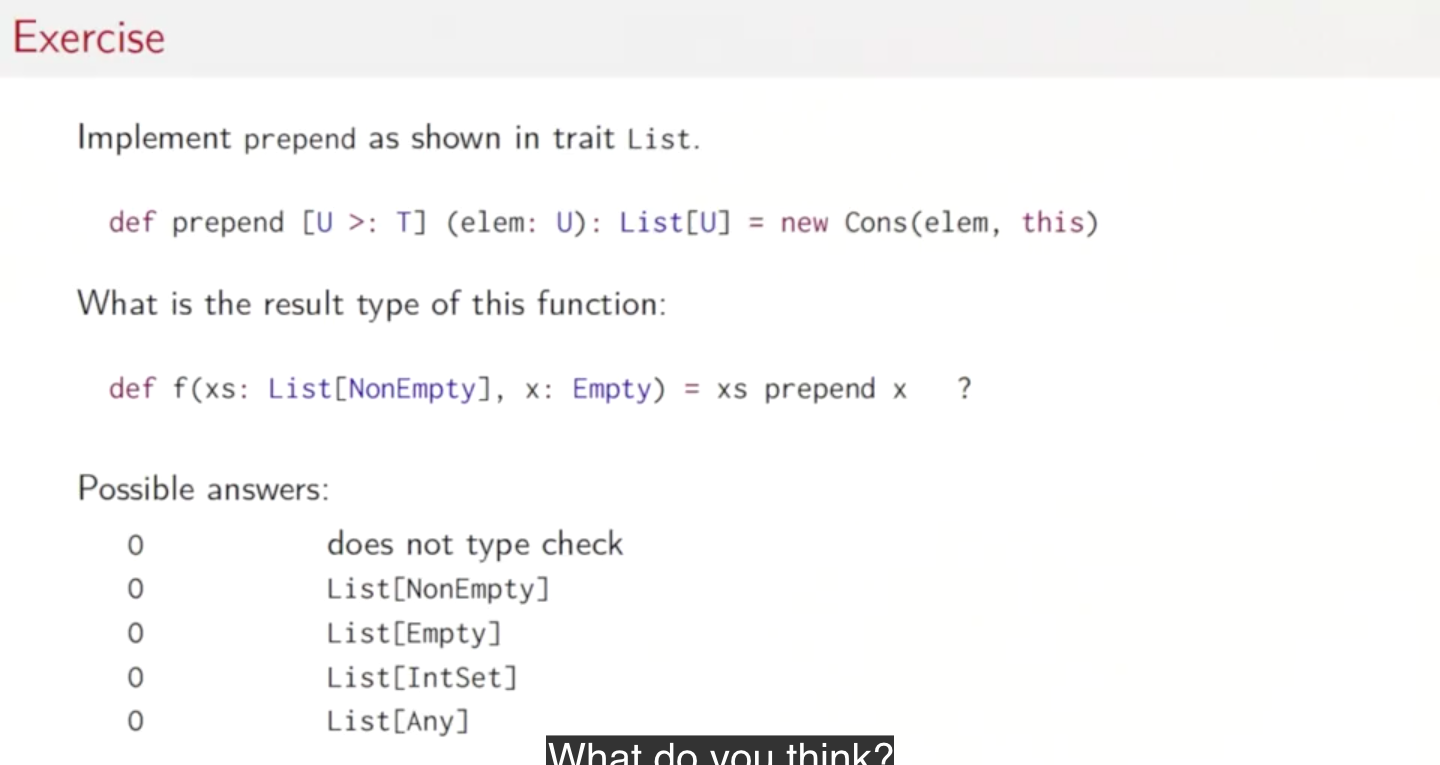 Exercise
Implement prepend as shown in trait List.
def prepend [U >: T] (elem: U): List[U] = new Cons(elem, this)
What is the result type of this function:
def f(xs: List[NonEmpty], x: Empty) = xs prepend x ?
Possible answers:
0 does not type check
0 List[NonEmpty]
0 List[Empty]
0 List[IntSet]
0 List[Any]
What do you think?